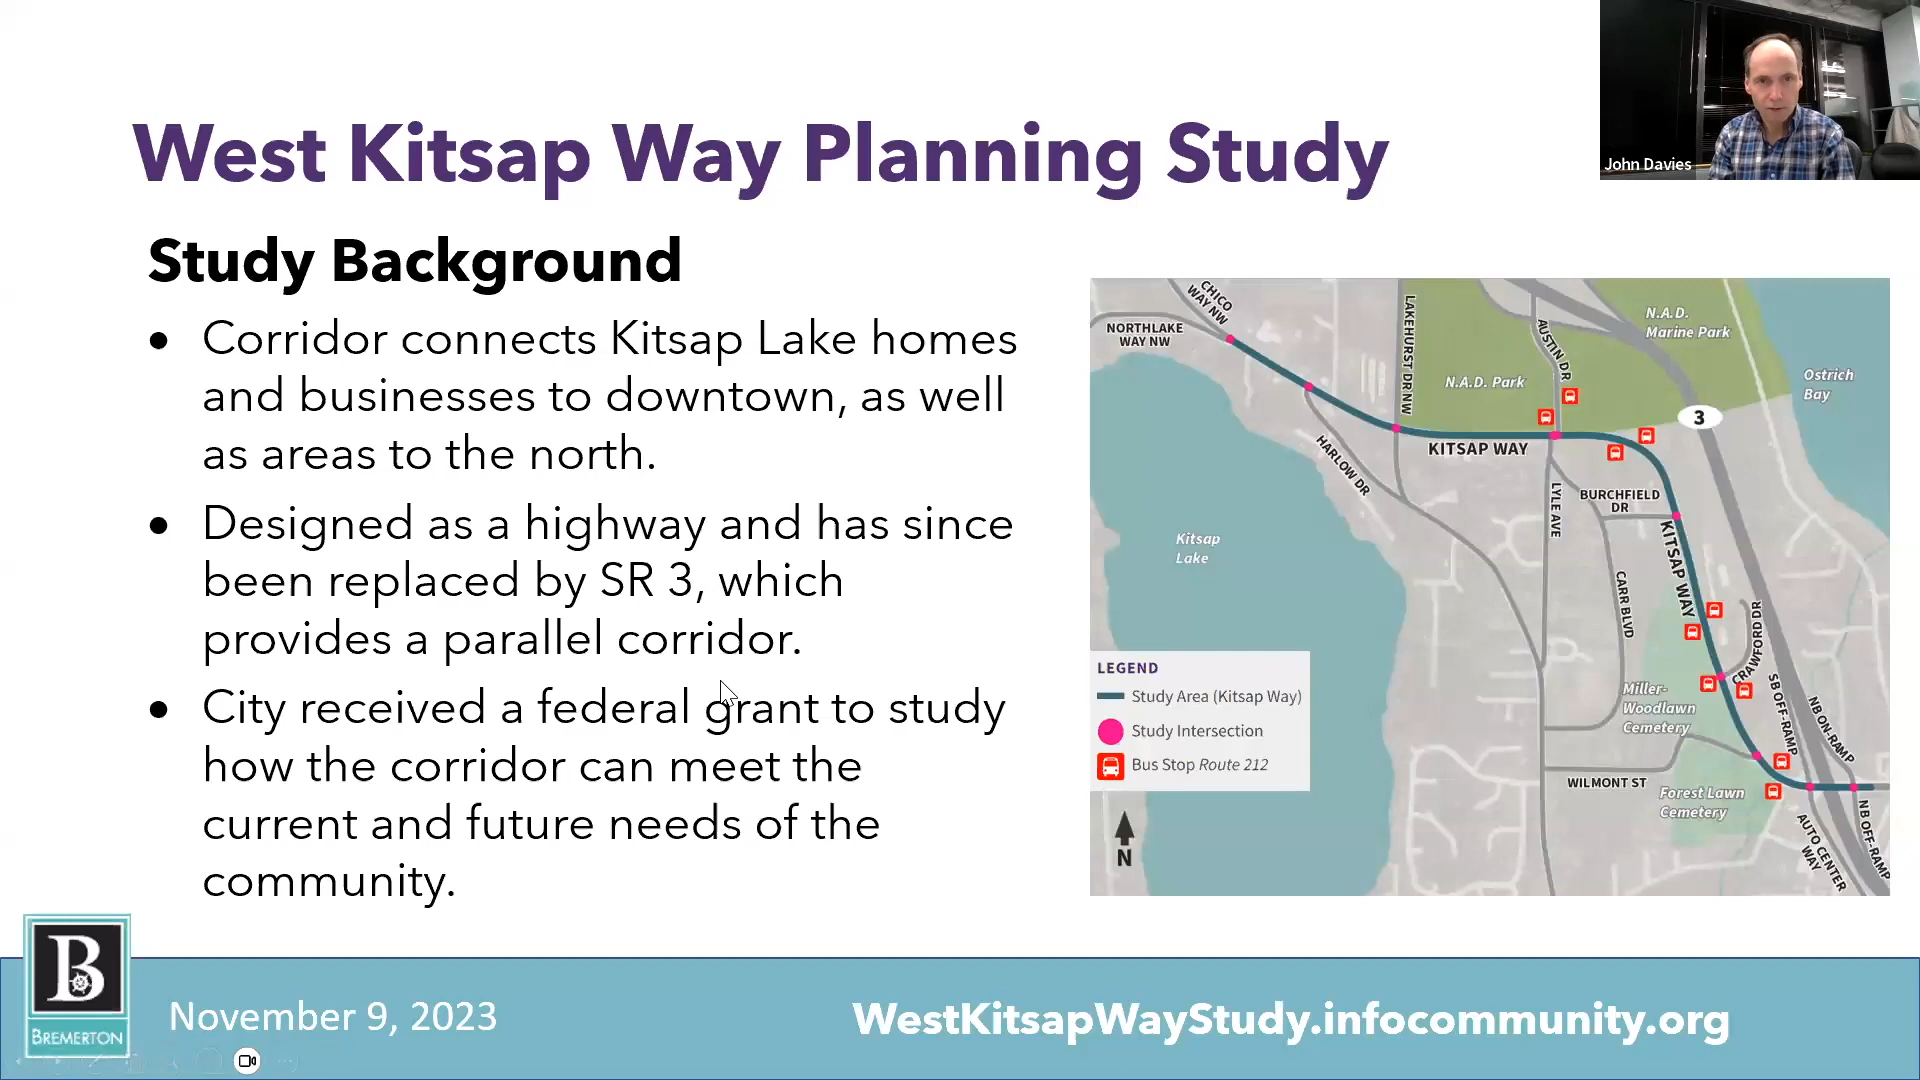 West Kitsap Way Planning Study
John Davies
Study Background
• Corridor connects Kitsap Lake homes
and businesses to downtown, as well
as areas to the north.
• Designed as a highway and has since
been replaced by SR 3, which
provides a parallel corridor.
• City received a federal grant to study
how the corridor can meet the
current and future needs of the
community.
CHICO
WAY NW
NORTHLAKE
WAY NW
LAKEHURST DR NW
AUSTIN DR
N.A.D.
Marine Park
N.A.D. Park
Ostrich
Bay
3
KITSAP WAY
HARLOW DR
LYLE AVE
BURCHFIELD
DR
KITSAP WAY
Kitsap
Lake
CARR BLVD
CRAWFORD DR
SB OFF-RAMP
NB ON-RAMP
Miller-
Woodlawn
Cemetery
WILMONT ST
Forest Lawn
Cemetery
AUTO CENTER
WAY
NB OFF-RAMP
LEGEND
Study Area (Kitsap Way)
Study Intersection
Bus Stop Route 212
N
B
BREMERTON
November 9, 2023
WestKitsapWayStudy.infocommunity.org